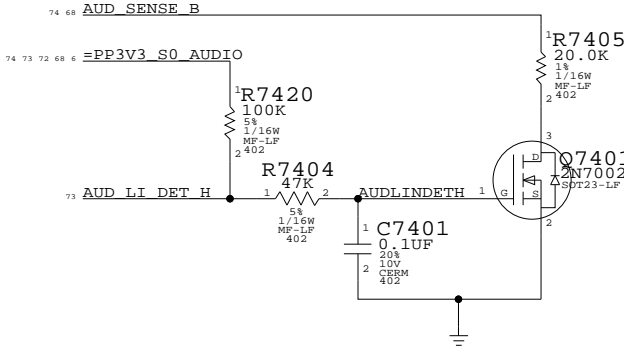 74 68 AUD_SENSE_B
74 73 72 68 6 =PP3V3_S0_AUDIO
1 R7405
20.0K
1%
1/16W
MF-LF
402
2
1 R7420
100K
5%
1/16W
MF-LF
402
2
3
D
Q7401
2N7002
SOT23-LF
G
S
2
R7404
73 AUD_LI_DET_H 1 47K 2 AUDLINDETH 1
5%
1/16W
MF-LF
402
1 C7401
0.1UF
20%
10V
2 CERM
402